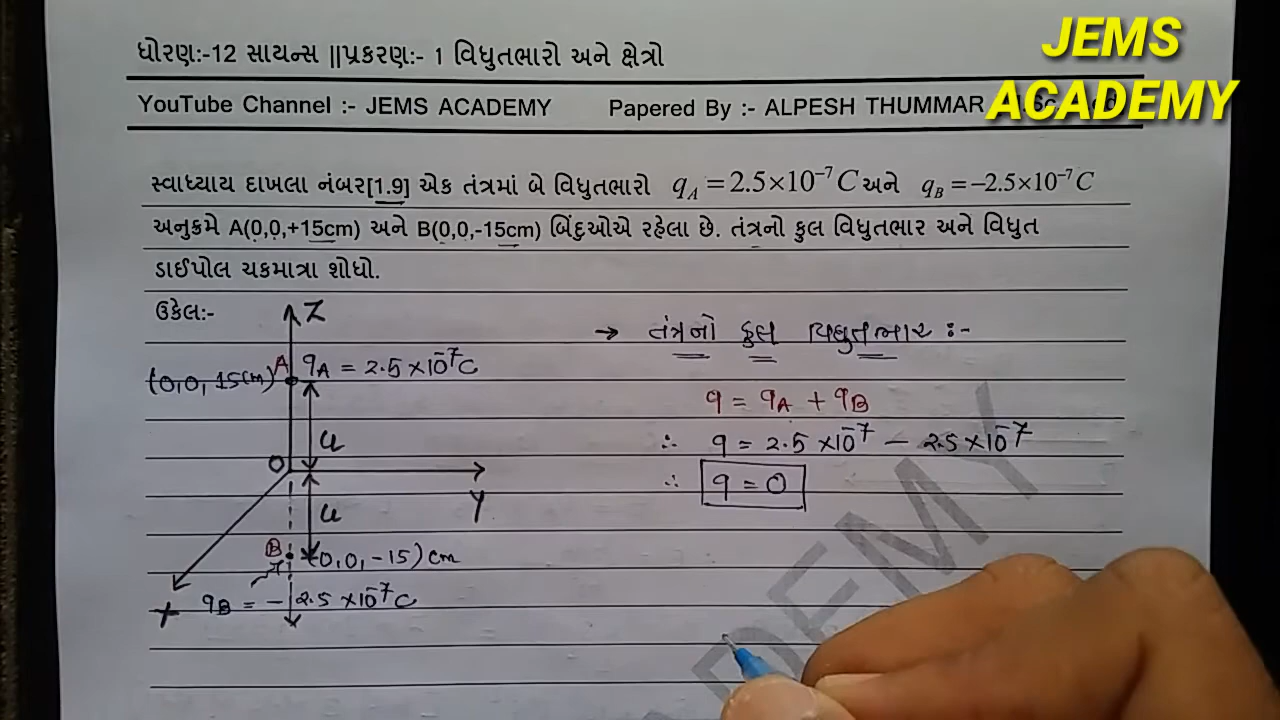 JEMS
ACADEMY
ધોરણ:-12 સાયન્સ ||પ્રકરણ:- 1 વિધુતભારો અને ક્ષેત્રો
YouTube Channel :- JEMS ACADEMY Papered By :- ALPESH THUMMAR
સ્વાધ્યાય દાખલા નંબર[1.9] એક તંત્રમાં બે વિધુતભારો q_A = 2.5×10⁻⁷ C અને q_B = −2.5×10⁻⁷ C
અનુક્રમે A(0,0,+15cm) અને B(0,0,-15cm) બિંદુઓએ રહેલા છે. તંત્રનો કુલ વિધુતભાર અને વિધુત
ડાઈપોલ ચકમાત્રા શોધો.
ઉકેલ:-
Z
→ તંત્રનો કુલ વિધુતભાર :-
A q_A = 2.5 ×10⁻⁷ C
(0,0, 15cm)
q = q_A + q_B
a
∴ q = 2.5 ×10⁻⁷ − 2.5 ×10⁻⁷
O
∴ q = 0
Y
a
B (0,0, -15) cm
X q_B = − 2.5 ×10⁻⁷ C
DEMY